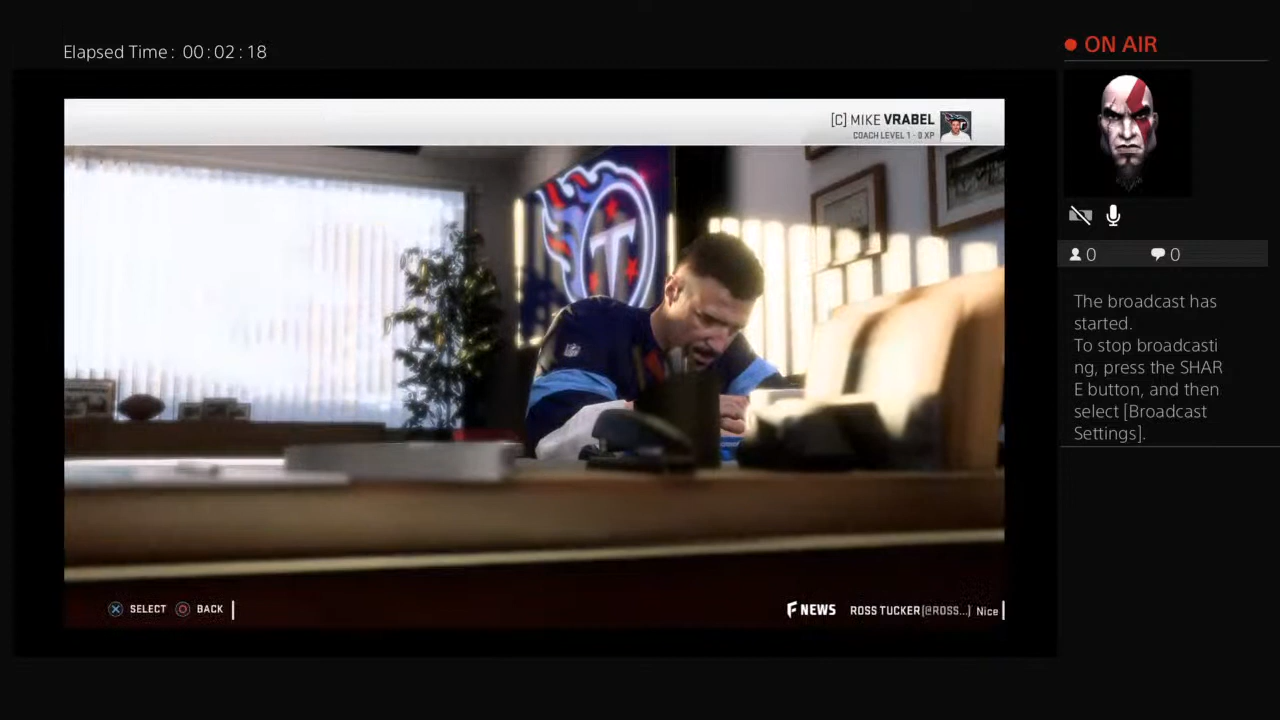 Elapsed Time: 00:02:18
ON AIR
[C] MIKE VRABEL
COACH LEVEL 1 - 0 XP
T
0 0
The broadcast has
started.
To stop broadcasti
ng, press the SHAR
E button, and then
select [Broadcast
Settings].
SELECT BACK
F NEWS ROSS TUCKER (@ROSS...) Nice